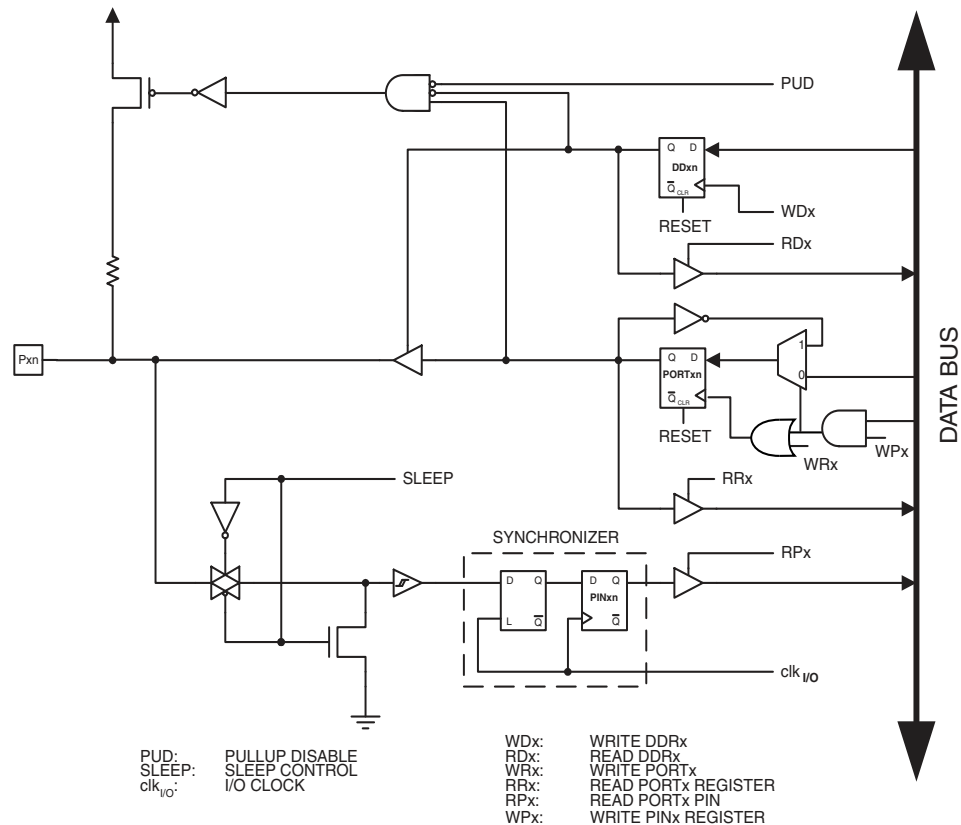 PUD
Q D
DDxn
Q CLR
WDx
RESET
RDx
Pxn
1
Q D
PORTxn
0
Q CLR
RESET
WRx
WPx
DATA BUS
SLEEP
RRx
SYNCHRONIZER
RPx
D Q
L Q
D Q
PINxn
Q
clk I/O
PUD: PULLUP DISABLE
SLEEP: SLEEP CONTROL
clkI/O: I/O CLOCK
WDx: WRITE DDRx
RDx: READ DDRx
WRx: WRITE PORTx
RRx: READ PORTx REGISTER
RPx: READ PORTx PIN
WPx: WRITE PINx REGISTER